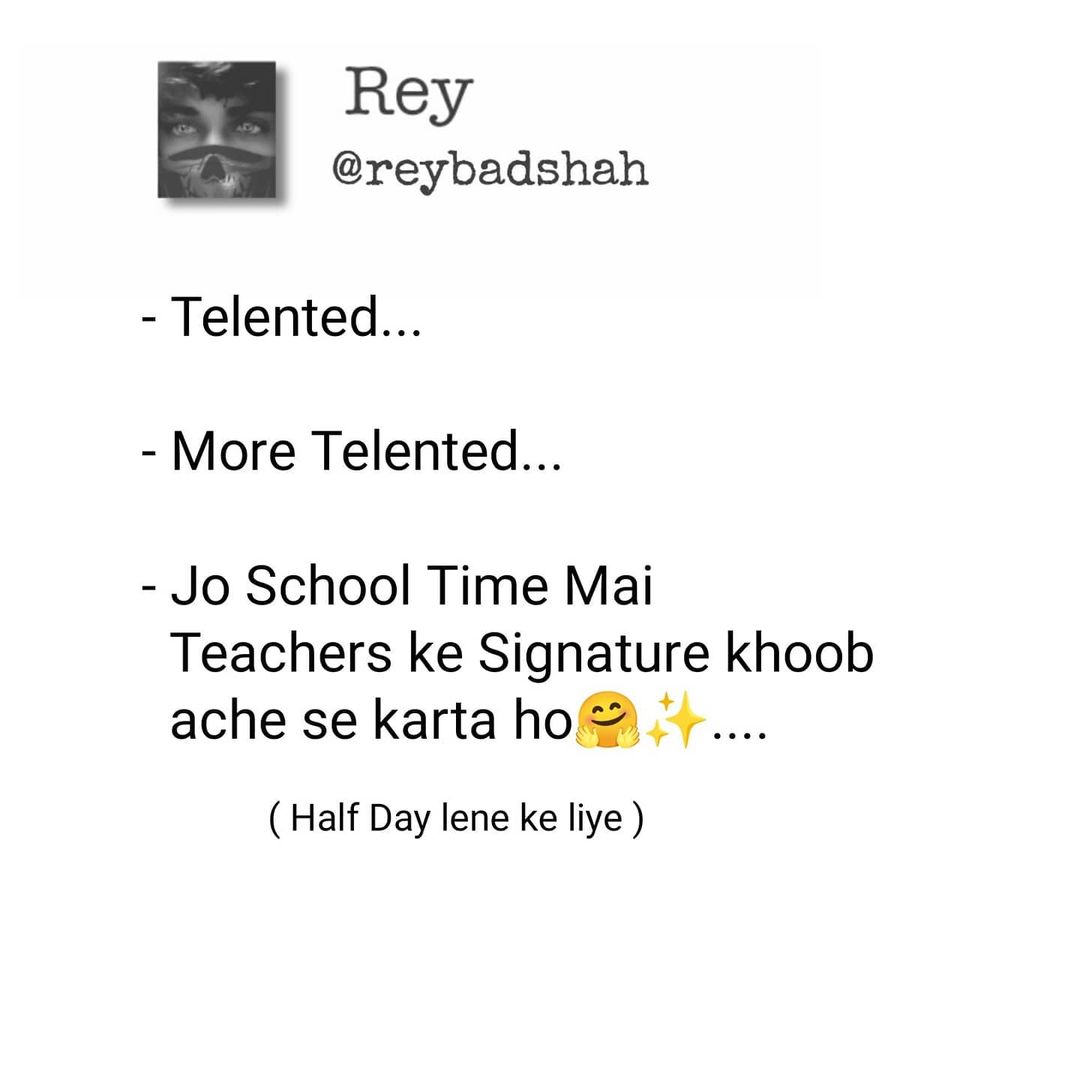 Rey
@reybadshah
- Telented...
- More Telented...
- Jo School Time Mai
Teachers ke Signature khoob
ache se karta ho🤗✨....
( Half Day lene ke liye )